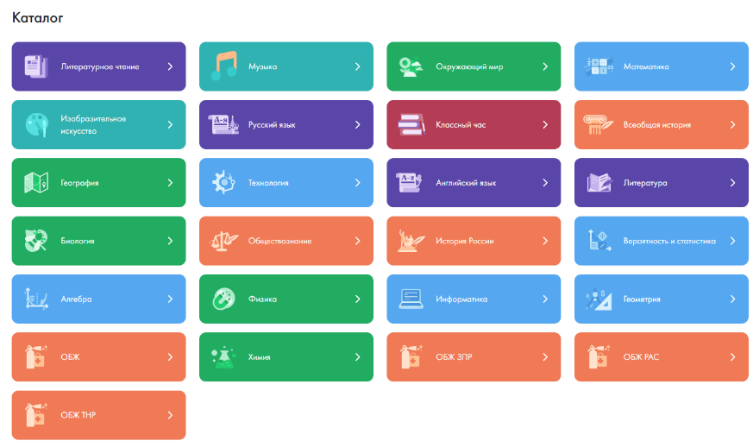 Каталог
Литературное чтение
Музыка
Окружающий мир
Математика
Изобразительное
искусство
Русский язык
Классный час
Всеобщая история
География
Технология
Английский язык
Литература
Биология
Обществознание
История России
Вероятность и статистика
Алгебра
Физика
Информатика
Геометрия
ОБЖ
Химия
ОБЖ ЗПР
ОБЖ РАС
ОБЖ ТНР